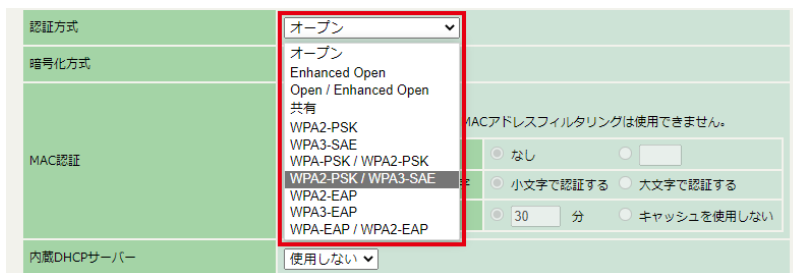 認証方式
オープン
暗号化方式
オープン
Enhanced Open
Open / Enhanced Open
共有
WPA2-PSK
WPA3-SAE
WPA-PSK / WPA2-PSK
WPA2-PSK / WPA3-SAE
WPA2-EAP
WPA3-EAP
WPA-EAP / WPA2-EAP
MACアドレスフィルタリングは使用できません。
MAC認証
なし
小文字で認証する 大文字で認証する
30 分 キャッシュを使用しない
内蔵DHCPサーバー
使用しない